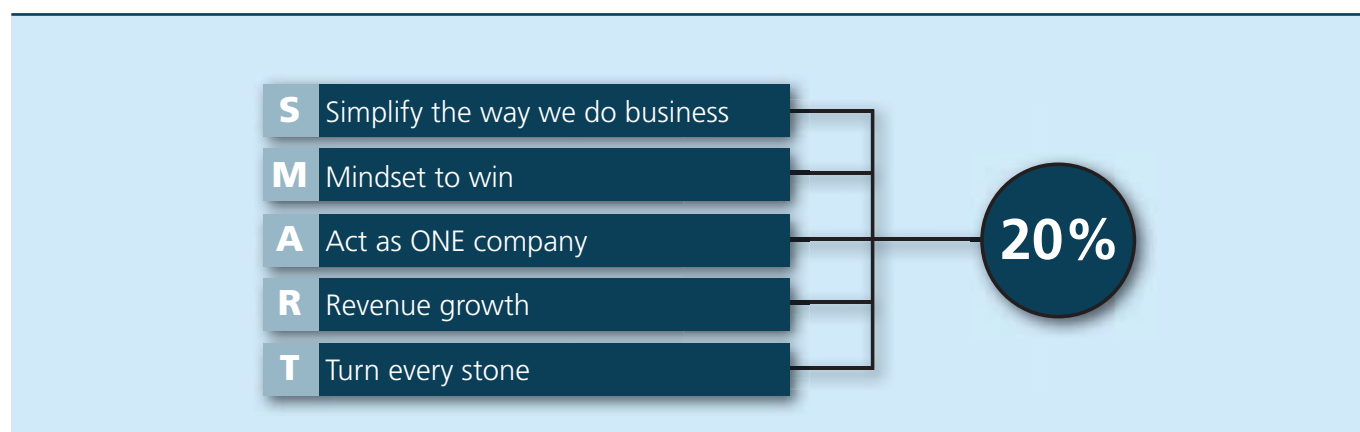 S Simplify the way we do business
M Mindset to win
A Act as ONE company
R Revenue growth
T Turn every stone
20%